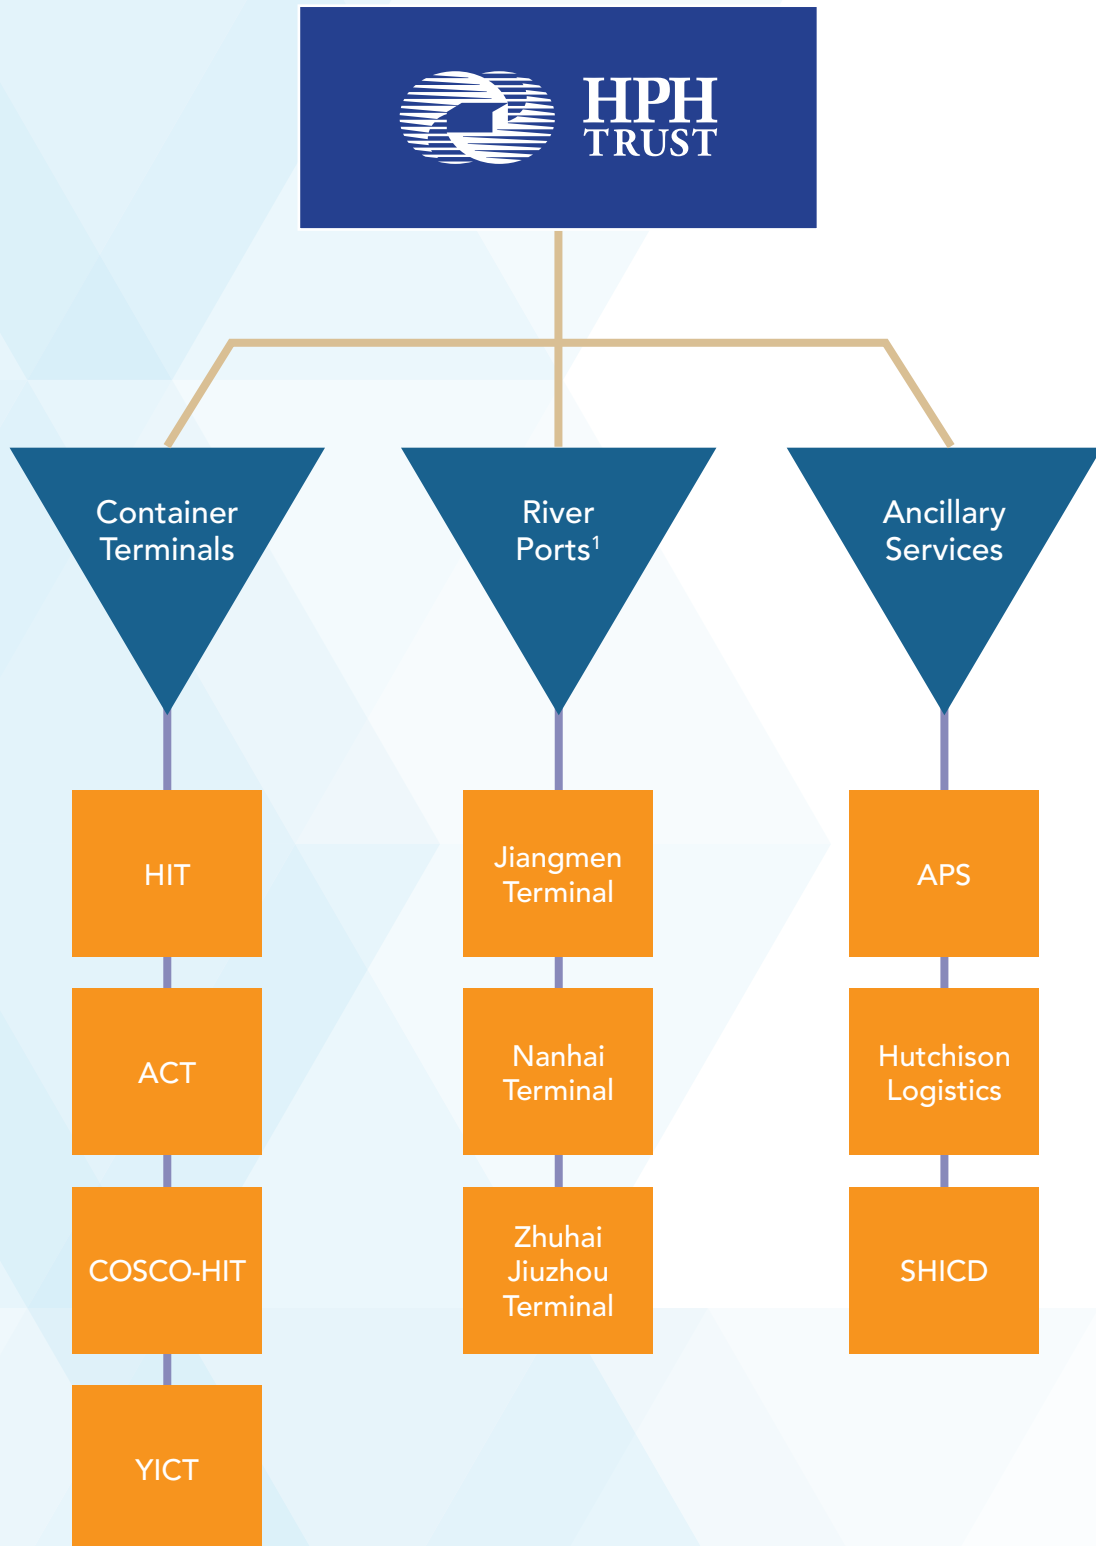 HPH
TRUST
Container
Terminals
River
Ports¹
Ancillary
Services
HIT
Jiangmen
Terminal
APS
ACT
Nanhai
Terminal
Hutchison
Logistics
COSCO-HIT
Zhuhai
Jiuzhou
Terminal
SHICD
YICT